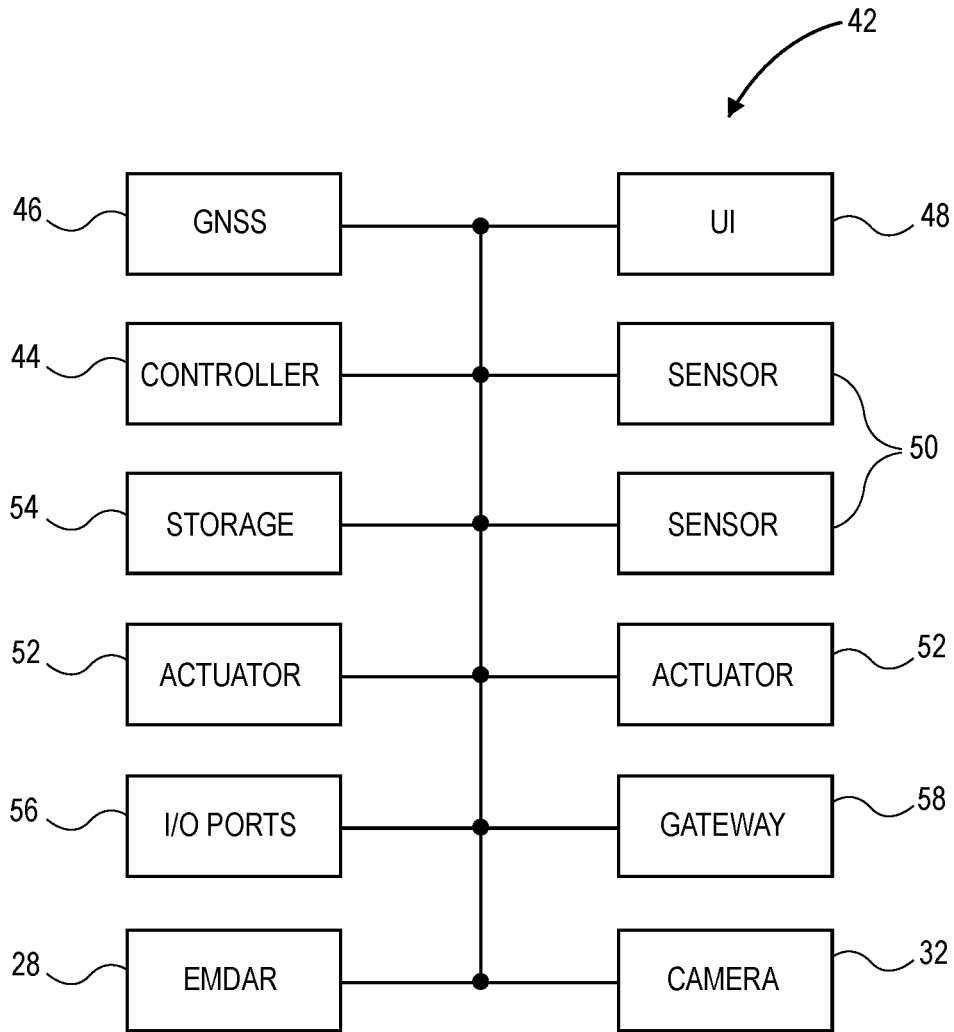 42
46 GNSS UI 48
44 CONTROLLER SENSOR
50
54 STORAGE SENSOR
52 ACTUATOR ACTUATOR 52
56 I/O PORTS GATEWAY 58
28 EMDAR CAMERA 32